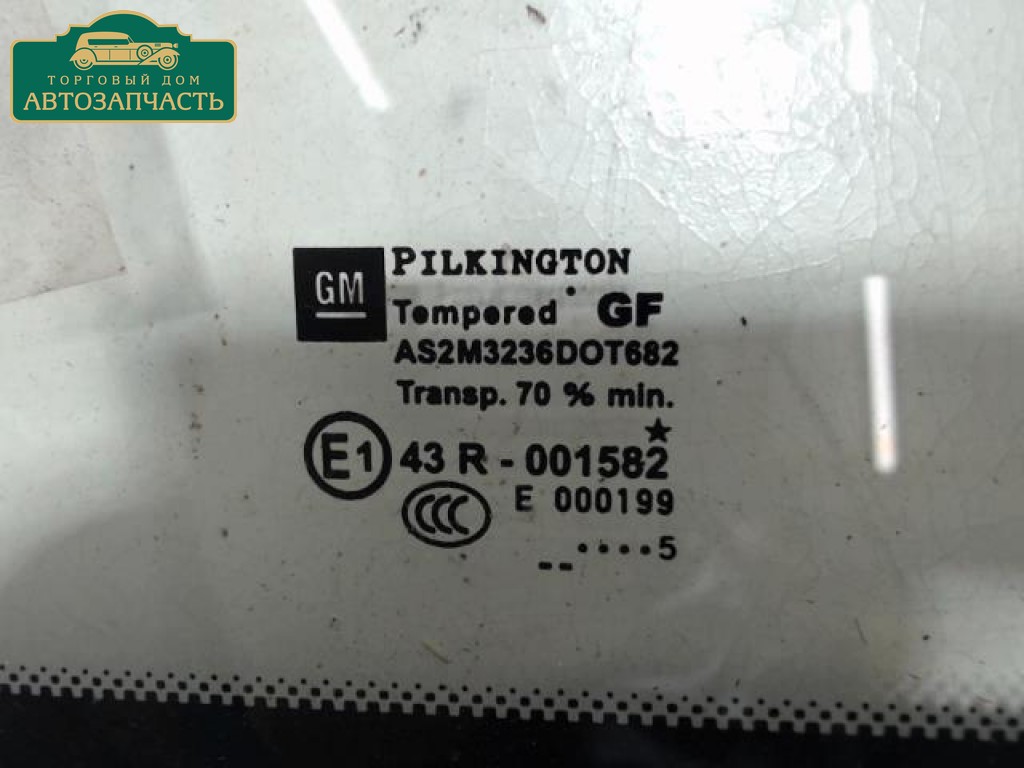 ТОРГОВЫЙ ДОМ
АВТОЗАПЧАСТЬ
GM
PILKINGTON
Tempered GF
AS2M3236DOT682
Transp. 70 % min.
E1 43 R - 001582
CCC E 000199
5